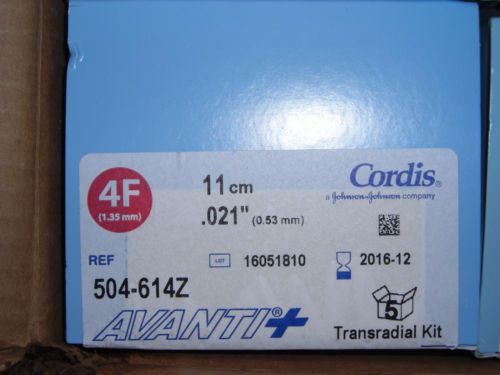 4F
(1.35 mm)
11 cm
.021" (0.53 mm)
Cordis®
a Johnson & Johnson company
REF
504-614Z
LOT 16051810
2016-12
AVANTI®+
5
Transradial Kit